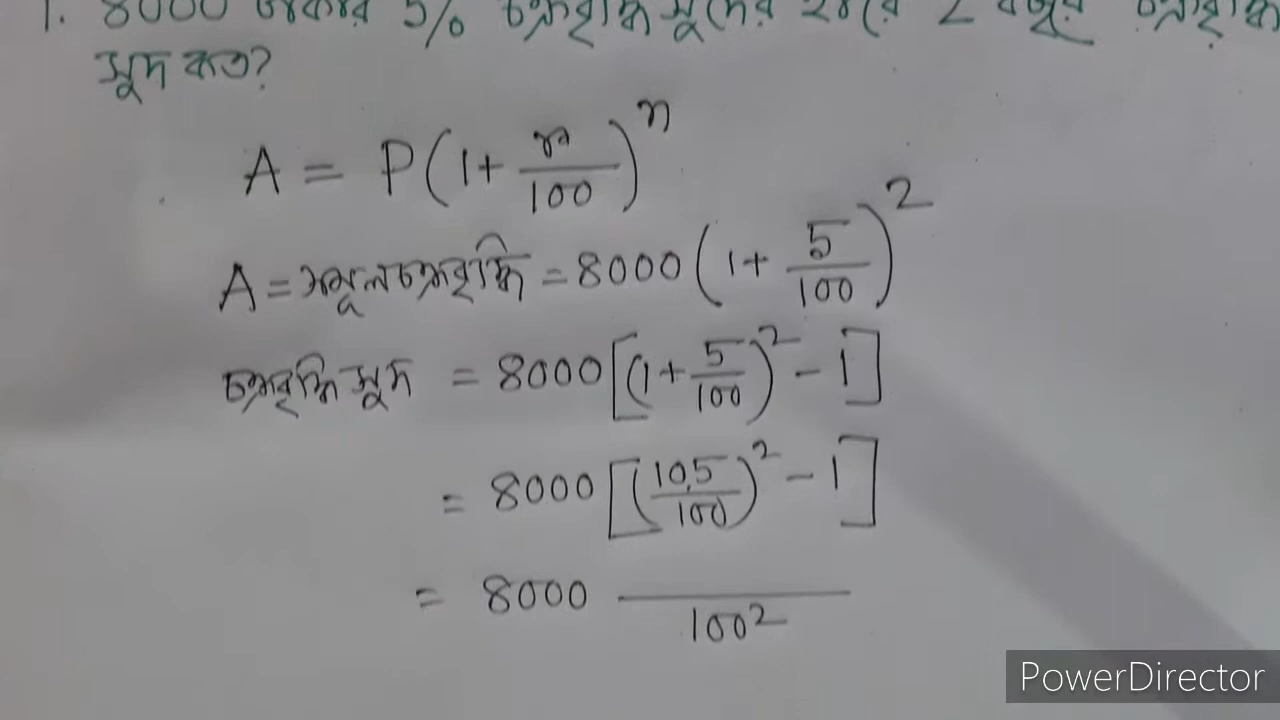 1. 8000 টাকার 5% চক্রবৃদ্ধি সুদের হারে 2 বছরে চক্রবৃদ্ধি
সুদ কত?
A = P(1+ r/100)^n
A = সমূলচক্রবৃদ্ধি = 8000 (1+ 5/100)^2
চক্রবৃদ্ধি সুদ = 8000 [(1+ 5/100)^2 - 1]
= 8000 [(105/100)^2 - 1]
= 8000 ―/100^2
PowerDirector